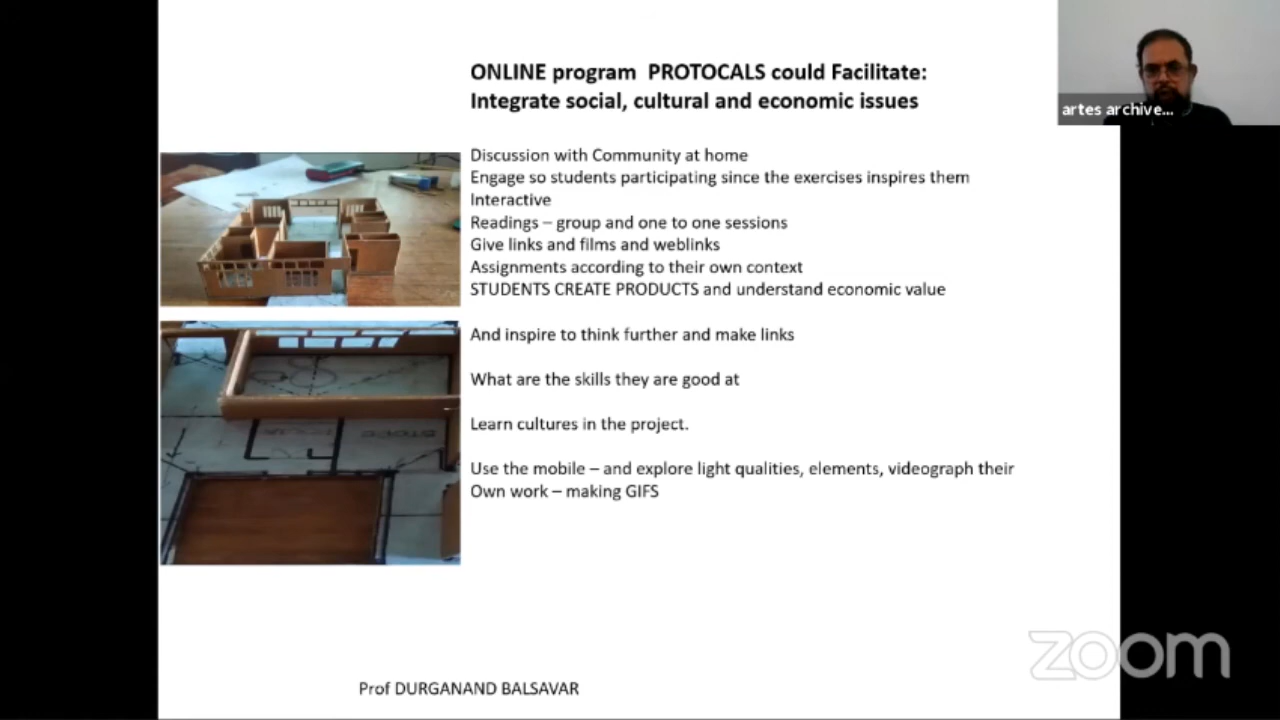 ONLINE program PROTOCALS could Facilitate:
Integrate social, cultural and economic issues
artes archive...
Discussion with Community at home
Engage so students participating since the exercises inspires them
Interactive
Readings – group and one to one sessions
Give links and films and weblinks
Assignments according to their own context
STUDENTS CREATE PRODUCTS and understand economic value
And inspire to think further and make links
What are the skills they are good at
Learn cultures in the project.
Use the mobile – and explore light qualities, elements, videograph their
Own work – making GIFS
zoom
Prof DURGANAND BALSAVAR